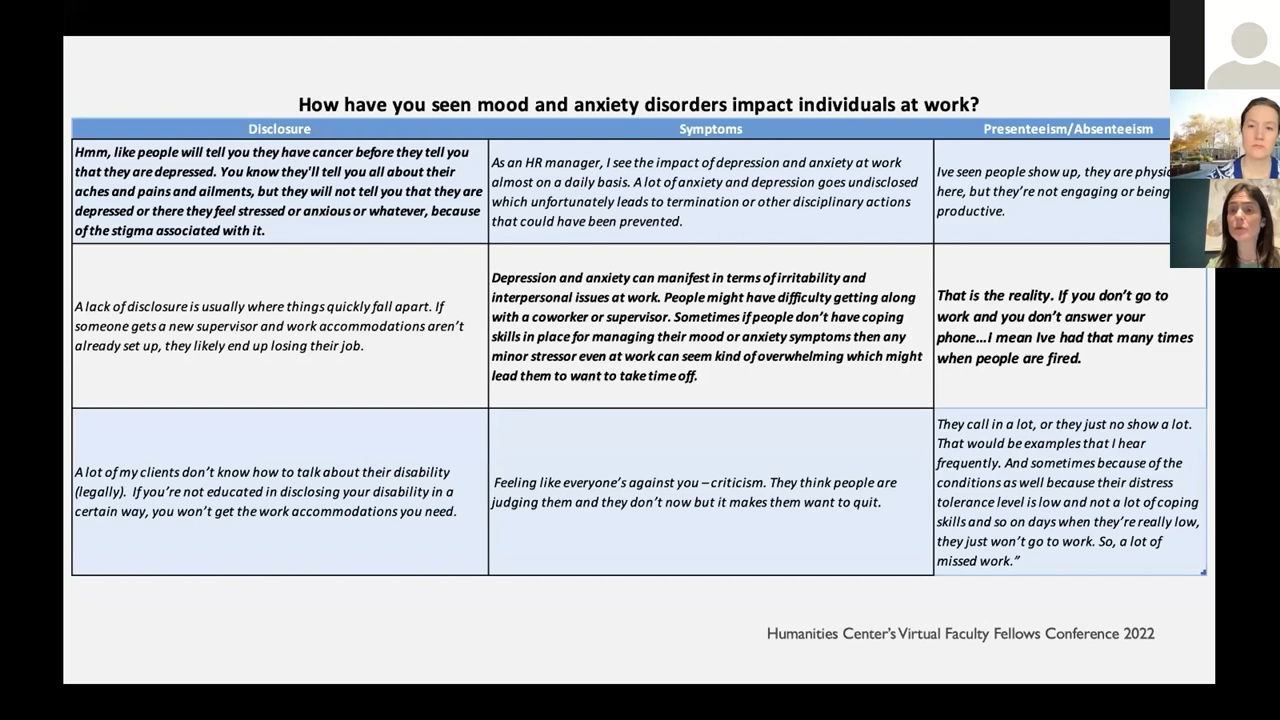 How have you seen mood and anxiety disorders impact individuals at work?
Disclosure
Symptoms
Presenteeism/Absenteeism
Hmm, like people will tell you they have cancer before they tell you
that they are depressed. You know they'll tell you all about their
aches and pains and ailments, but they will not tell you that they are
depressed or there they feel stressed or anxious or whatever, because
of the stigma associated with it.
As an HR manager, I see the impact of depression and anxiety at work
almost on a daily basis. A lot of anxiety and depression goes undisclosed
which unfortunately leads to termination or other disciplinary actions
that could have been prevented.
Ive seen people show up, they are
here, but they're not engaging or being
productive.
A lack of disclosure is usually where things quickly fall apart. If
someone gets a new supervisor and work accommodations aren't
already set up, they likely end up losing their job.
Depression and anxiety can manifest in terms of irritability and
interpersonal issues at work. People might have difficulty getting along
with a coworker or supervisor. Sometimes if people don't have coping
skills in place for managing their mood or anxiety symptoms then any
minor stressor even at work can seem kind of overwhelming which might
lead them to want to take time off.
That is the reality. If you don't go to
work and you don't answer your
phone...I mean Ive had that many times
when people are fired.
A lot of my clients don't know how to talk about their disability
(legally). If you're not educated in disclosing your disability in a
certain way, you won't get the work accommodations you need.
Feeling like everyone's against you – criticism. They think people are
judging them and they don't now but it makes them want to quit.
They call in a lot, or they just no show a lot.
That would be examples that I hear
frequently. And sometimes because of the
conditions as well because their distress
tolerance level is low and not a lot of coping
skills and so on days when they're really low,
they just won't go to work. So, a lot of
missed work.”
Humanities Center's Virtual Faculty Fellows Conference 2022